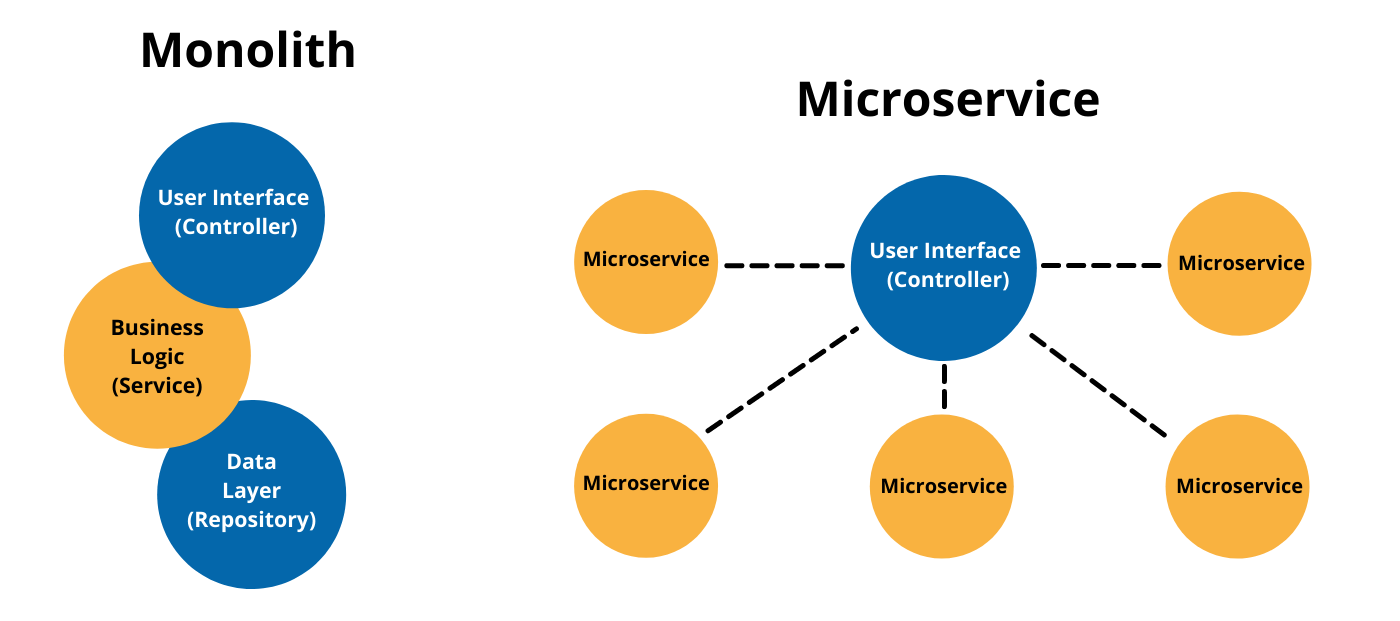 Monolith
Microservice
User Interface
(Controller)
Business
Logic
(Service)
Data
Layer
(Repository)
Microservice
User Interface
(Controller)
Microservice
Microservice
Microservice
Microservice